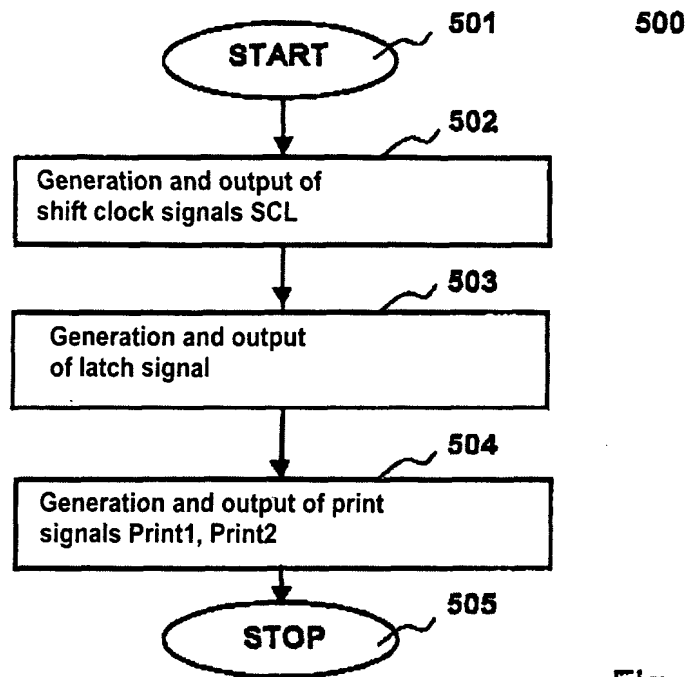 501
500
START
502
Generation and output of
shift clock signals SCL
503
Generation and output
of latch signal
504
Generation and output of print
signals Print1, Print2
505
STOP